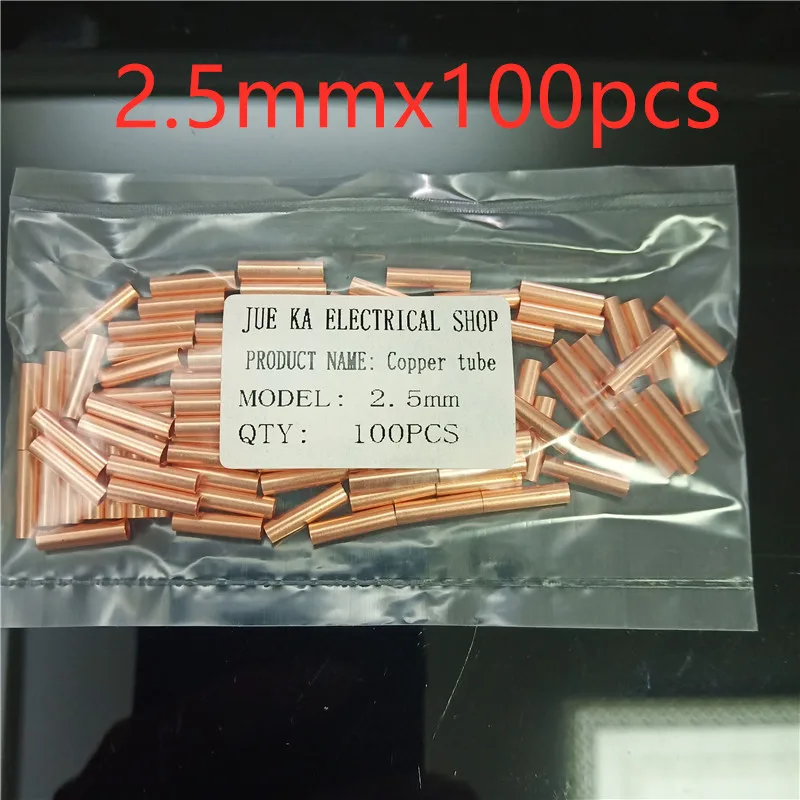 2.5mmx100pcs
JUE KA ELECTRICAL SHOP
PRODUCT NAME: Copper tube
MODEL: 2.5mm
QTY: 100PCS